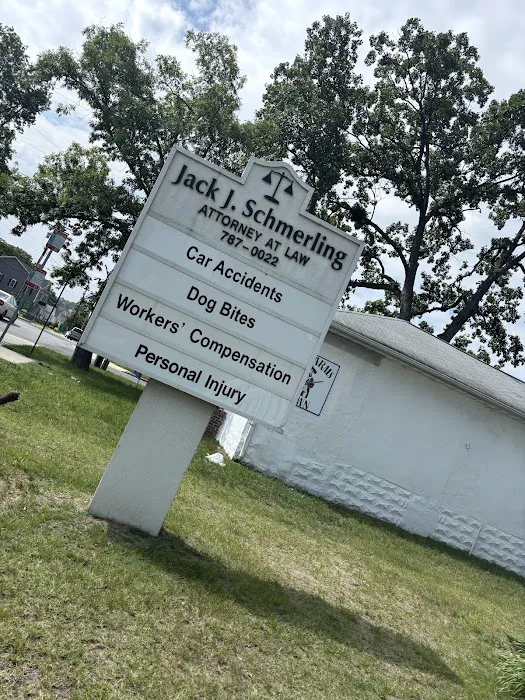 Jack J. Schmerling
ATTORNEY AT LAW
787-0022
Car Accidents
Dog Bites
Workers' Compensation
Personal Injury